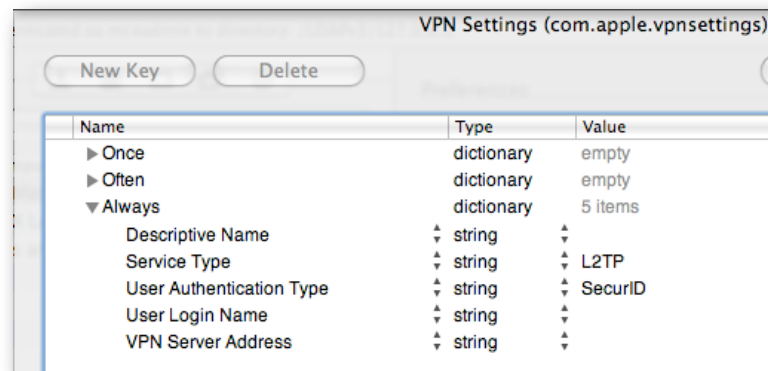 VPN Settings (com.apple.vpnsettings)
New Key Delete
Name Type Value
Once dictionary empty
Often dictionary empty
Always dictionary 5 items
Descriptive Name string
Service Type string L2TP
User Authentication Type string SecurID
User Login Name string
VPN Server Address string